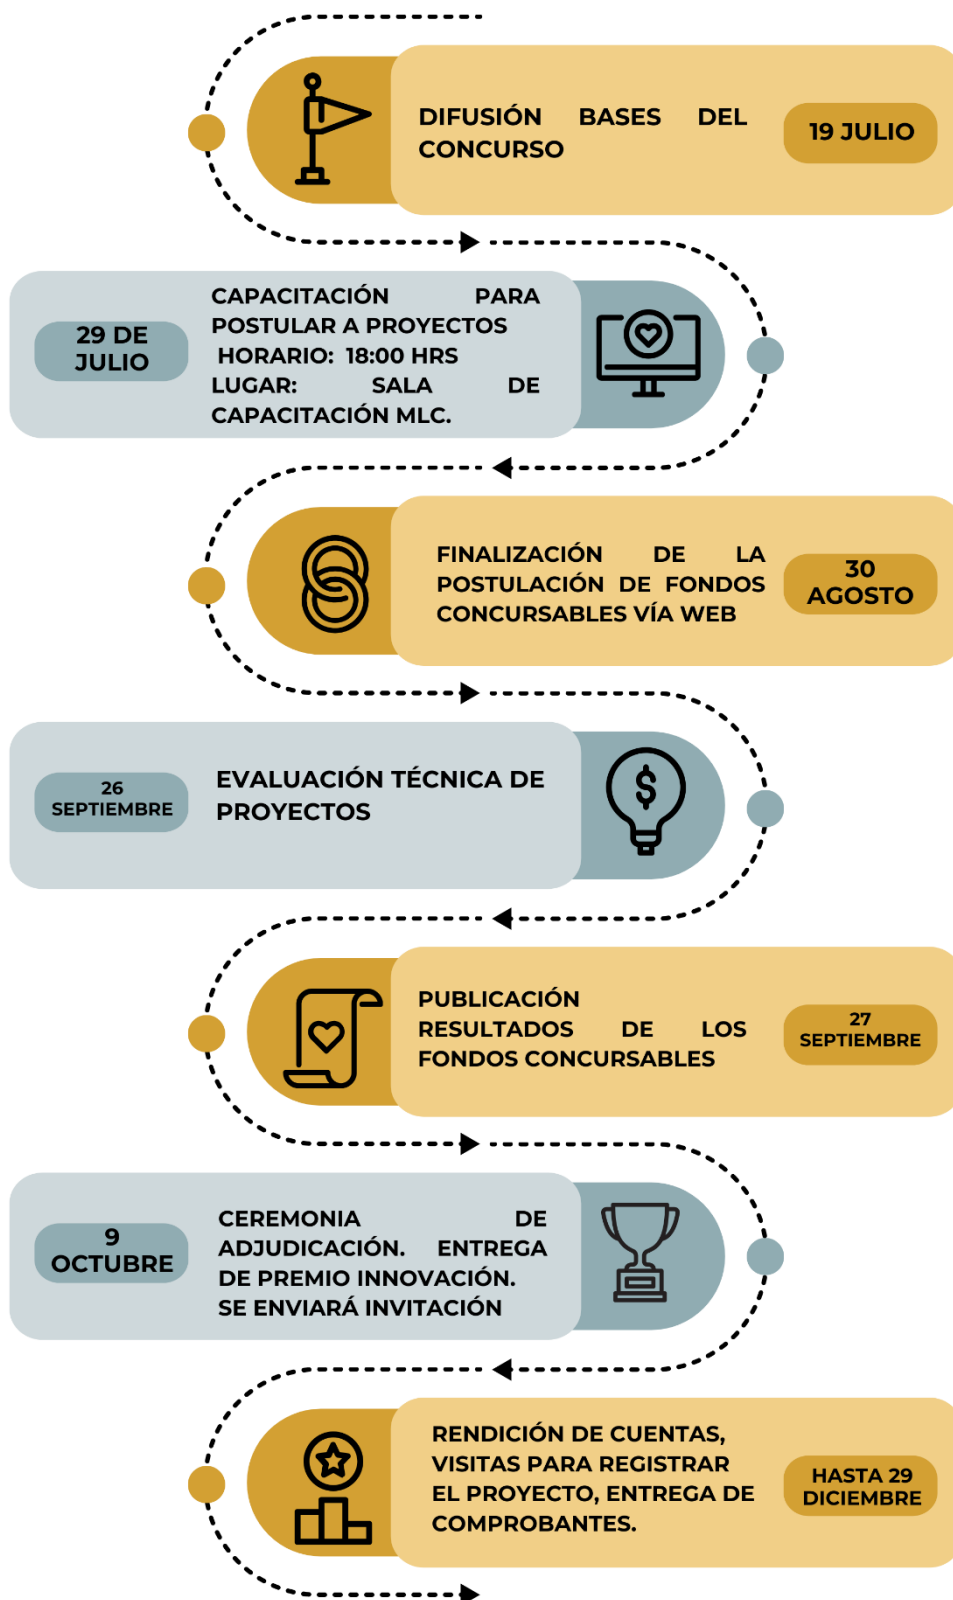 DIFUSIÓN BASES DEL
CONCURSO
19 JULIO
29 DE
JULIO
CAPACITACIÓN PARA
POSTULAR A PROYECTOS
HORARIO: 18:00 HRS
LUGAR: SALA DE
CAPACITACIÓN MLC.
FINALIZACIÓN DE LA
POSTULACIÓN DE FONDOS
CONCURSABLES VÍA WEB
30
AGOSTO
26
SEPTIEMBRE
EVALUACIÓN TÉCNICA DE
PROYECTOS
$
PUBLICACIÓN
RESULTADOS DE LOS
FONDOS CONCURSABLES
27
SEPTIEMBRE
9
OCTUBRE
CEREMONIA DE
ADJUDICACIÓN. ENTREGA
DE PREMIO INNOVACIÓN.
SE ENVIARÁ INVITACIÓN
RENDICIÓN DE CUENTAS,
VISITAS PARA REGISTRAR
EL PROYECTO, ENTREGA DE
COMPROBANTES.
HASTA 29
DICIEMBRE